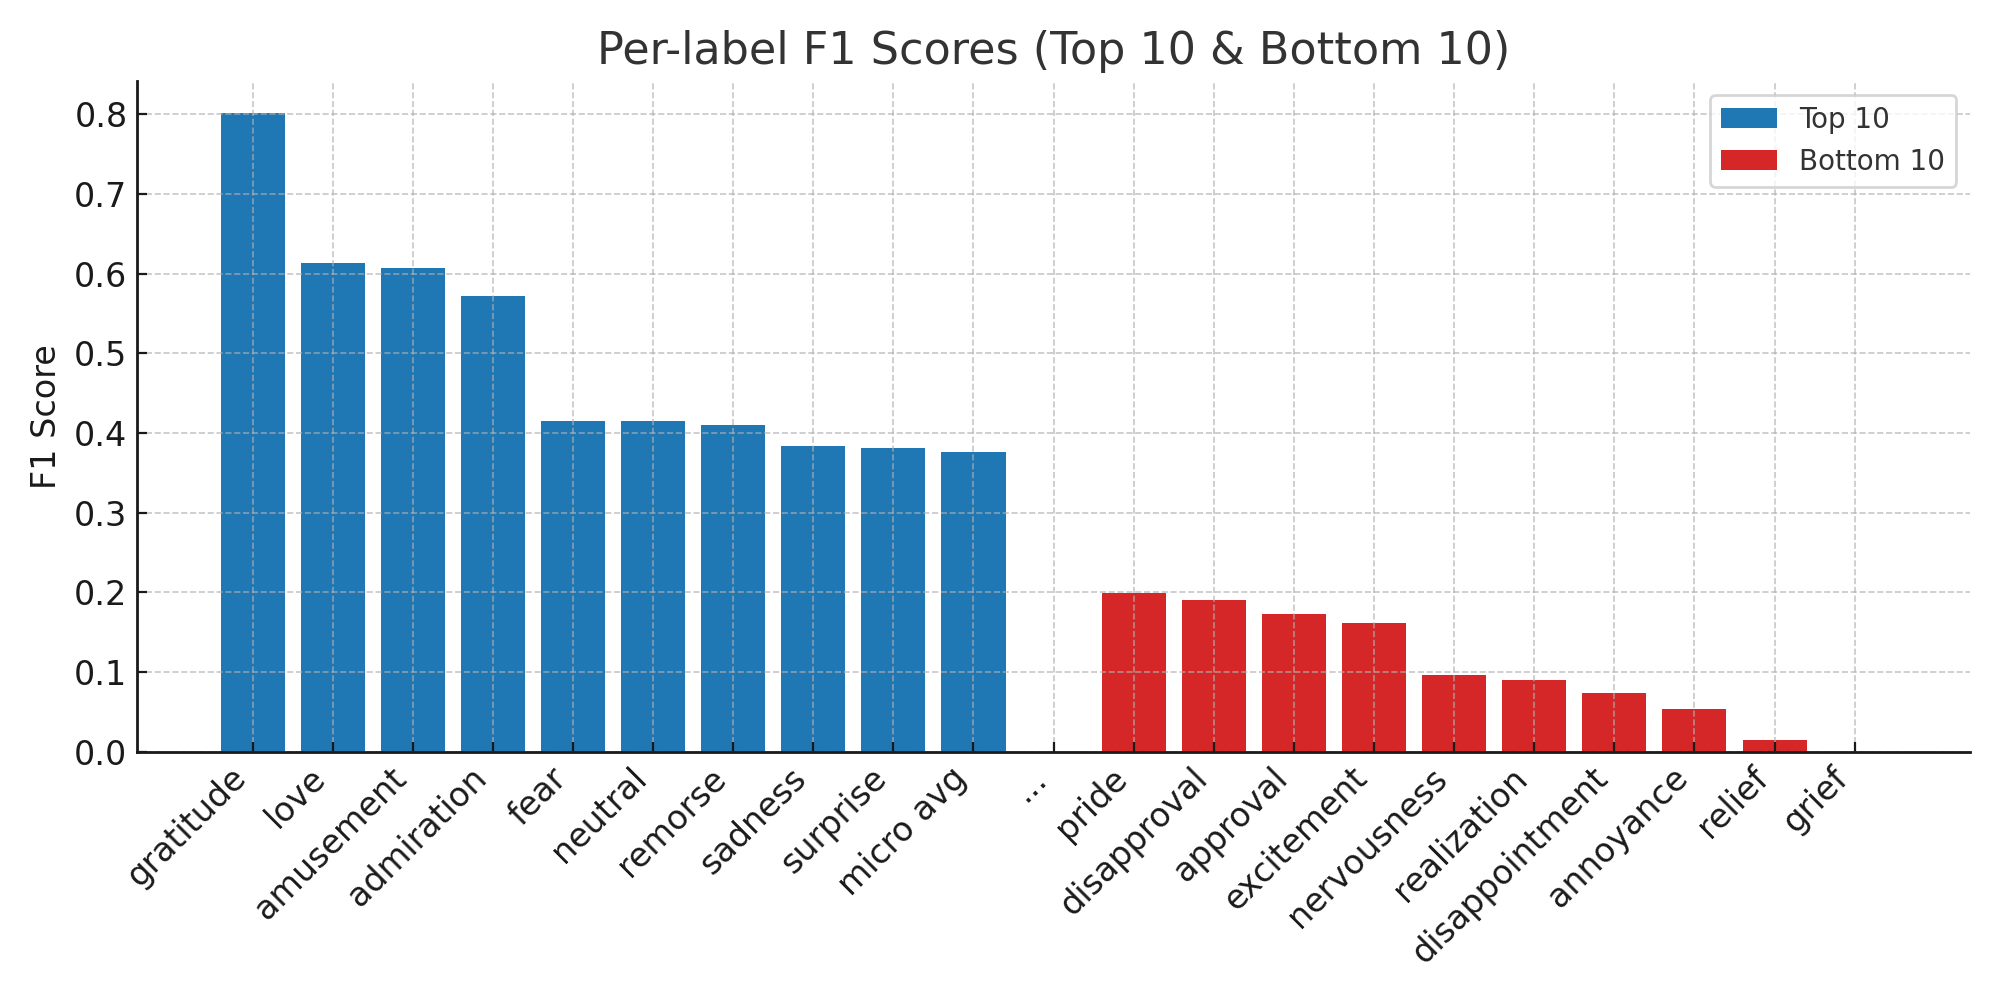 Per-label F1 Scores (Top 10 & Bottom 10)
Top 10
Bottom 10
F1 Score
0.8
0.7
0.6
0.5
0.4
0.3
0.2
0.1
0.0
gratitude
love
amusement
admiration
fear
neutral
remorse
sadness
surprise
micro avg
...
pride
disapproval
approval
excitement
nervousness
realization
disappointment
annoyance
relief
grief